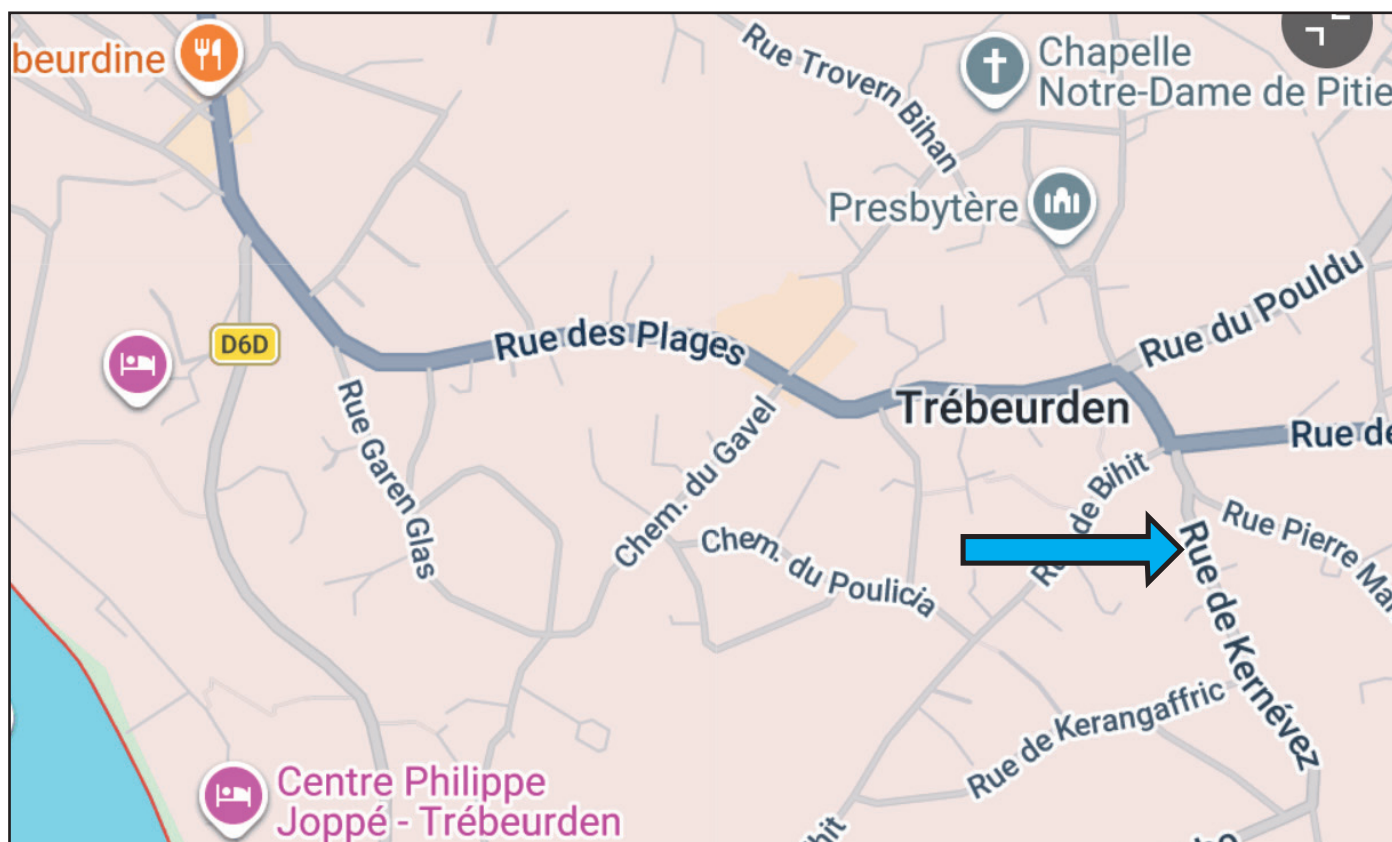 beurdine
Rue Trovern Bihan
Chapelle
Notre-Dame de Pitie
Presbytère
D6D
Rue des Plages
Rue du Pouldu
Trébeurden
Rue de
Rue Garen Glas
Chem. du Gavel
Chem. du Poulicia
de Bihit
Rue Pierre Mar
Rue de Kernévez
Rue de Kerangaffric
Centre Philippe
Joppé - Trébeurden